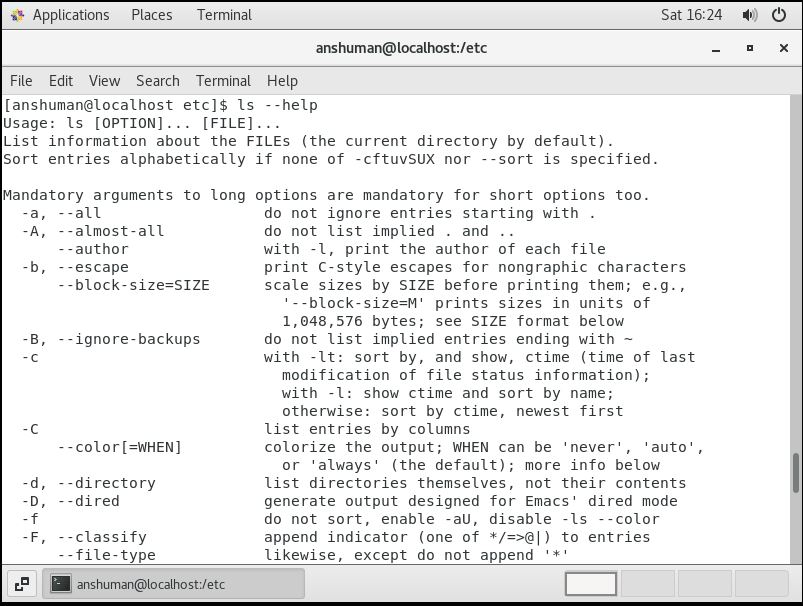 Applications Places Terminal Sat 16:24
anshuman@localhost:/etc
File Edit View Search Terminal Help
[anshuman@localhost etc]$ ls --help
Usage: ls [OPTION]... [FILE]...
List information about the FILEs (the current directory by default).
Sort entries alphabetically if none of -cftuvSUX nor --sort is specified.

Mandatory arguments to long options are mandatory for short options too.
  -a, --all                  do not ignore entries starting with .
  -A, --almost-all           do not list implied . and ..
      --author               with -l, print the author of each file
  -b, --escape               print C-style escapes for nongraphic characters
      --block-size=SIZE      scale sizes by SIZE before printing them; e.g.,
                               '--block-size=M' prints sizes in units of
                               1,048,576 bytes; see SIZE format below
  -B, --ignore-backups       do not list implied entries ending with ~
  -c                         with -lt: sort by, and show, ctime (time of last
                               modification of file status information);
                               with -l: show ctime and sort by name;
                               otherwise: sort by ctime, newest first
  -C                         list entries by columns
      --color[=WHEN]         colorize the output; WHEN can be 'never', 'auto',
                               or 'always' (the default); more info below
  -d, --directory            list directories themselves, not their contents
  -D, --dired                generate output designed for Emacs' dired mode
  -f                         do not sort, enable -aU, disable -ls --color
  -F, --classify             append indicator (one of */=>@|) to entries
      --file-type            likewise, except do not append '*'
anshuman@localhost:/etc